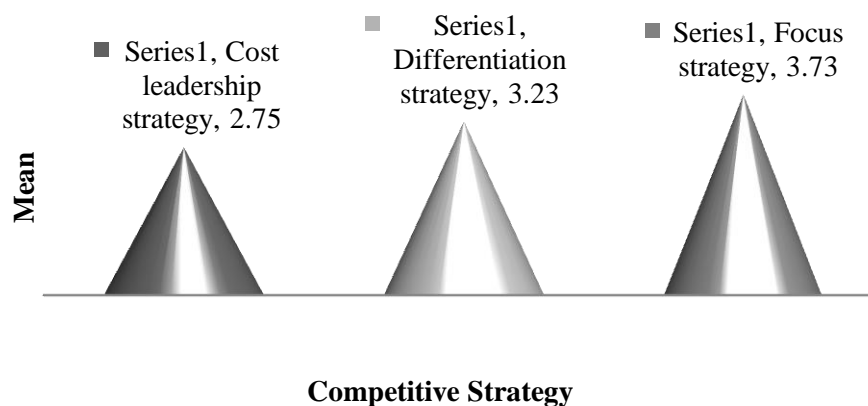 Series1, Cost
leadership
strategy, 2.75
Series1,
Differentiation
strategy, 3.23
Series1, Focus
strategy, 3.73
Mean
Competitive Strategy